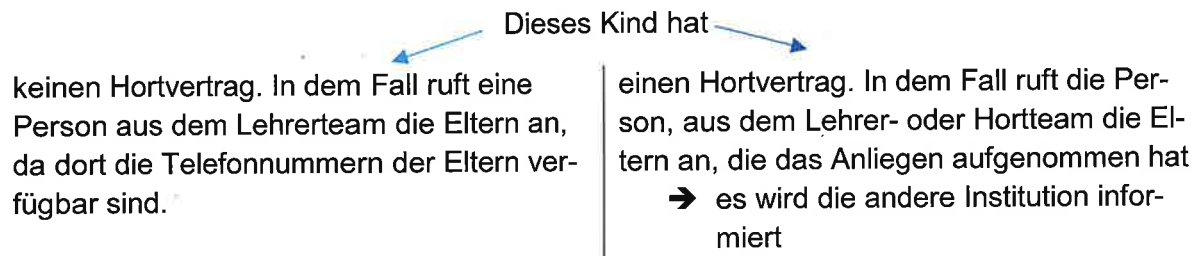 Dieses Kind hat
keinen Hortvertrag. In dem Fall ruft eine
Person aus dem Lehrerteam die Eltern an,
da dort die Telefonnummern der Eltern ver-
fügbar sind.
einen Hortvertrag. In dem Fall ruft die Per-
son, aus dem Lehrer- oder Hortteam die El-
tern an, die das Anliegen aufgenommen hat
➔ es wird die andere Institution infor-
miert